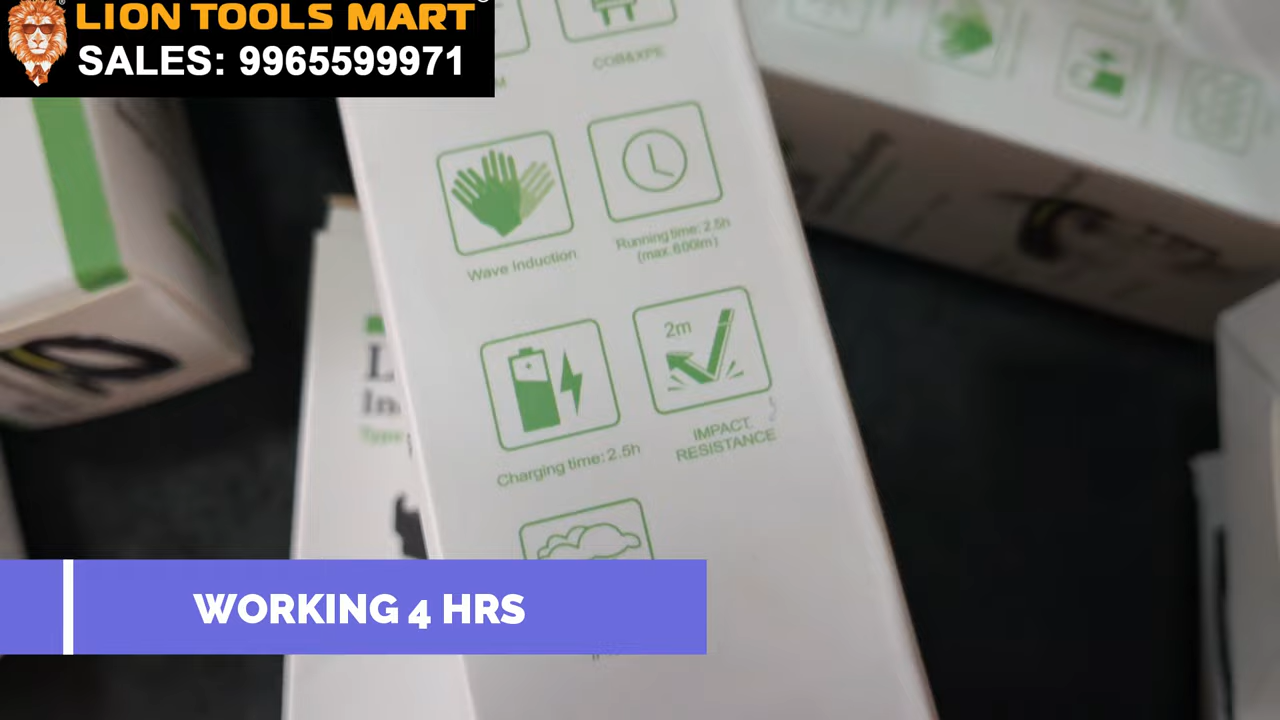 LION TOOLS MART
SALES: 9965599971
COB&XPE
Wave Induction
Running time: 2.5h
(max.600lm)
2m
Charging time: 2.5h
IMPACT
RESISTANCE
WORKING 4 HRS